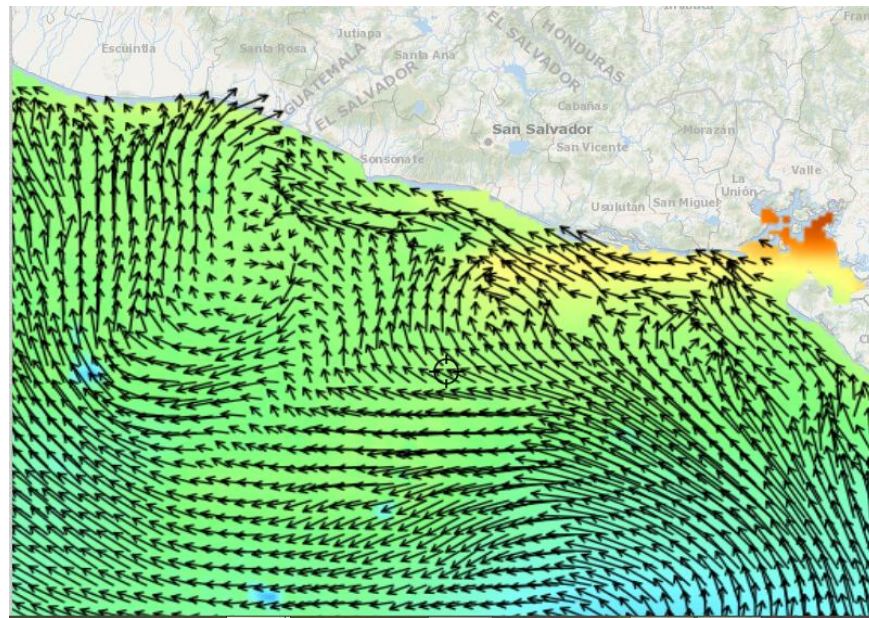 Escuintla
Santa Rosa
Jutiapa
Santa Ana
GUATEMALA
EL SALVADOR
HONDURAS
EL SALVADOR
Cabañas
San Salvador
San Vicente
Morazán
Sonsonate
La
Unión
Valle
Usulután
San Miguel